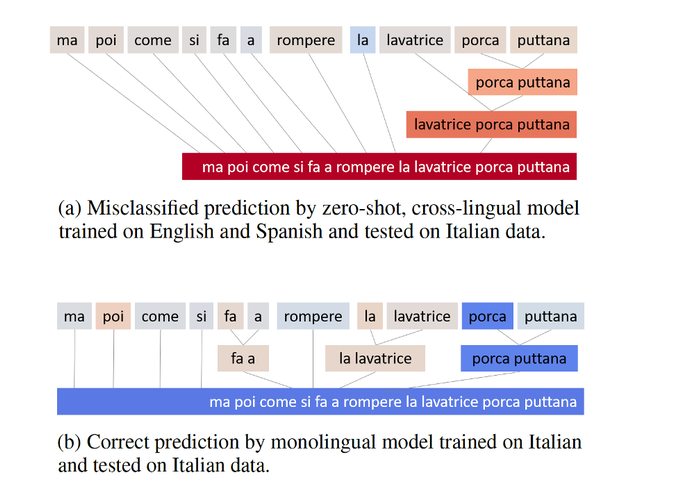 ma poi come si fa a rompere la lavatrice porca puttana
porca puttana
lavatrice porca puttana
ma poi come si fa a rompere la lavatrice porca puttana
(a) Misclassified prediction by zero-shot, cross-lingual model
trained on English and Spanish and tested on Italian data.
ma poi come si fa a rompere la lavatrice porca puttana
fa a la lavatrice porca puttana
ma poi come si fa a rompere la lavatrice porca puttana
(b) Correct prediction by monolingual model trained on Italian
and tested on Italian data.